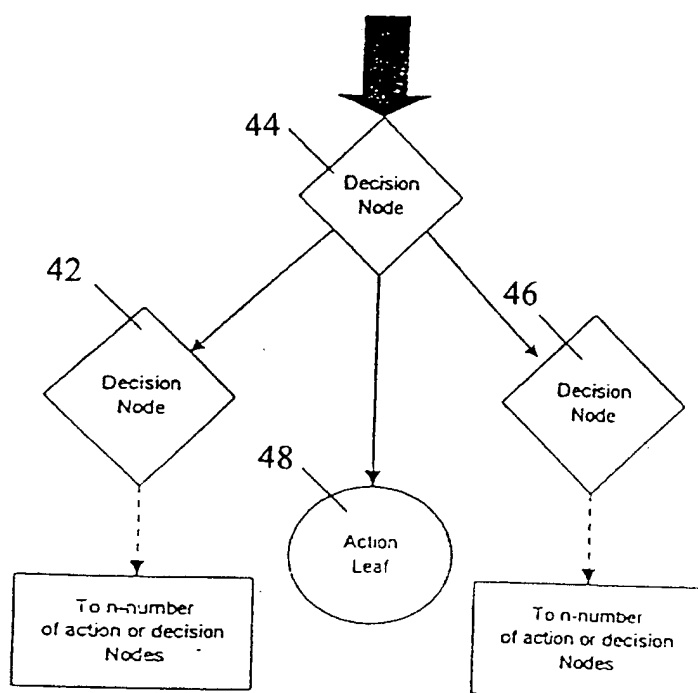 44
Decision
Node
42
Decision
Node
46
Decision
Node
48
Action
Leaf
To n-number
of action or decision
Nodes
To n-number
of action or decision
Nodes